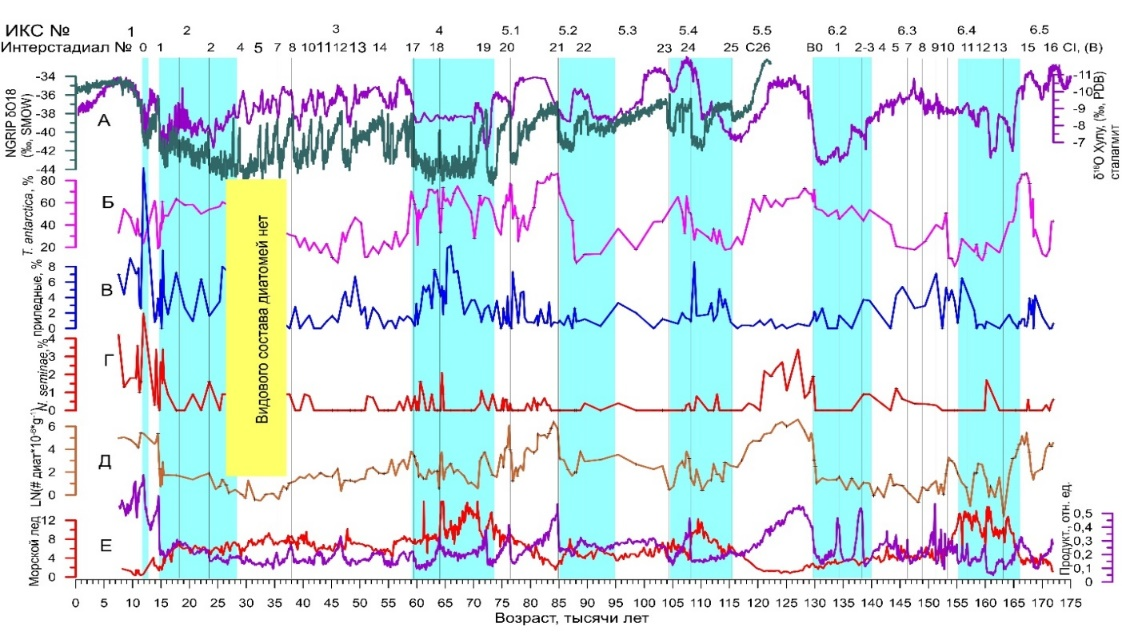 ИКС № 1 2 3 4 5.1 5.2 5.3 5.4 5.5 6.2 6.3 6.4 6.5
Интерстадиал № 0 1 2 4 5 7 8 10 11 12 13 14 17 18 19 20 21 22 23 24 25 C26 B0 1 2-3 4 5 7 8 9 10 11 12 13 15 16 CI, (B)
NGRIP δO18
(‰, SMOW)
-34
-36
-38
-40
-42
-44
А
-11
-10
-9
-8
-7
δ¹⁸O Хулу, (‰, PDB)
сталагмит
T. antarctica, %
80
60
40
20
Б
приледные, %
8
6
4
2
0
В
N. seminae,%
4
3
2
1
0
Г
Видового состава диатомей нет
LN(# диат*10⁻⁶*g⁻¹)
6
4
2
0
Д
Морской лед
12
8
4
0
Е
0,5
0,4
0,3
0,2
0,1
0
Продукт., отн. ед.
0 5 10 15 20 25 30 35 40 45 50 55 60 65 70 75 80 85 90 95 100 105 110 115 120 125 130 135 140 145 150 155 160 165 170 175
Возраст, тысячи лет